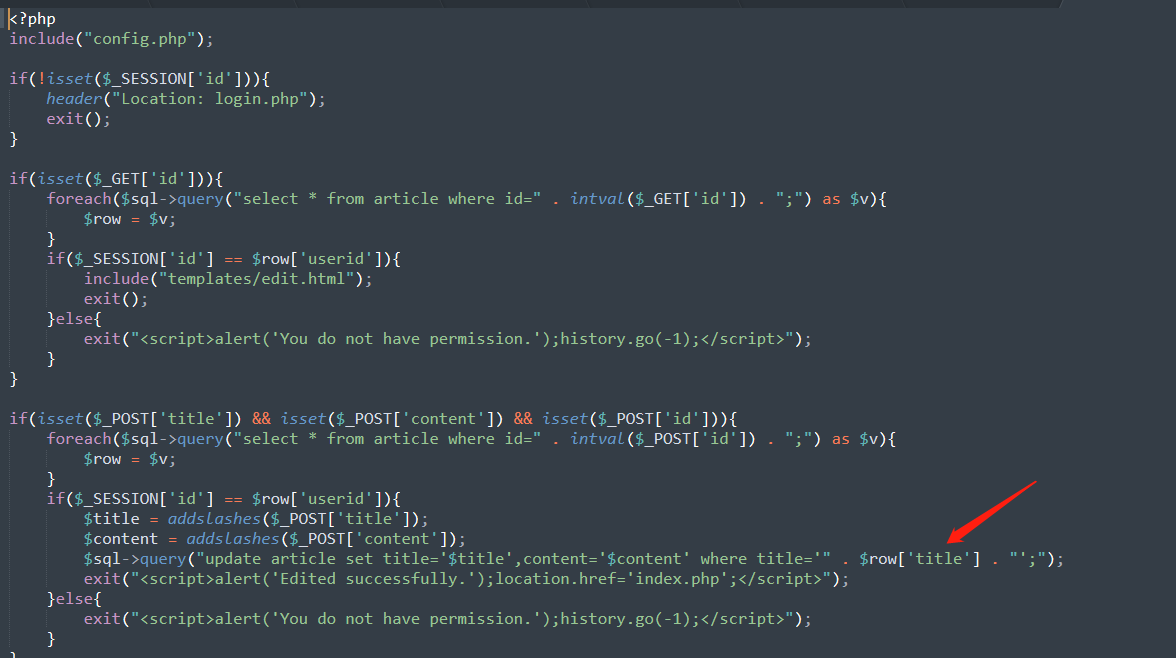 <?php
include("config.php");
if(!isset($_SESSION['id'])){
    header("Location: login.php");
    exit();
}
if(isset($_GET['id'])){
    foreach($sql->query("select * from article where id=" . intval($_GET['id']) . ";") as $v){
        $row = $v;
    }
    if($_SESSION['id'] == $row['userid']){
        include("templates/edit.html");
        exit();
    }else{
        exit("<script>alert('You do not have permission.');history.go(-1);</script>");
    }
}
if(isset($_POST['title']) && isset($_POST['content']) && isset($_POST['id'])){
    foreach($sql->query("select * from article where id=" . intval($_POST['id']) . ";") as $v){
        $row = $v;
    }
    if($_SESSION['id'] == $row['userid']){
        $title = addslashes($_POST['title']);
        $content = addslashes($_POST['content']);
        $sql->query("update article set title='$title',content='$content' where title='" . $row['title'] . "';");
        exit("<script>alert('Edited successfully.');location.href='index.php';</script>");
    }else{
        exit("<script>alert('You do not have permission.');history.go(-1);</script>");
    }
}